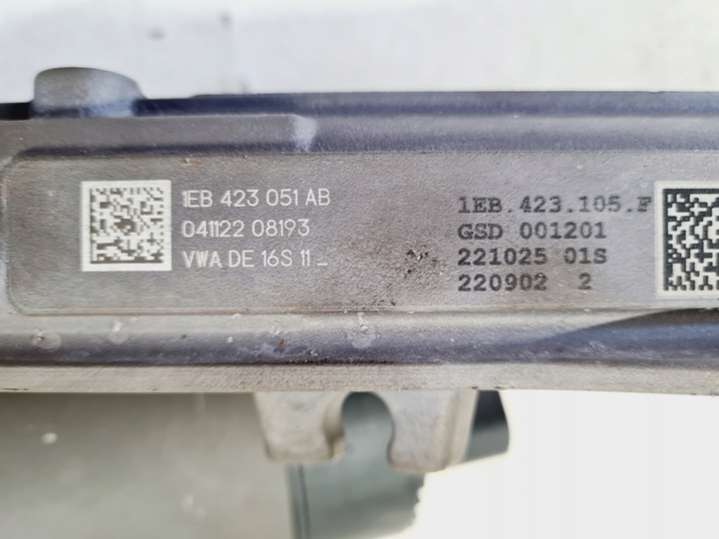 1EB 423 051 AB
041122 08193
VWA DE 16S 11 _
1EB.423.105.F
GSD 001201
221025 01S
220902 2